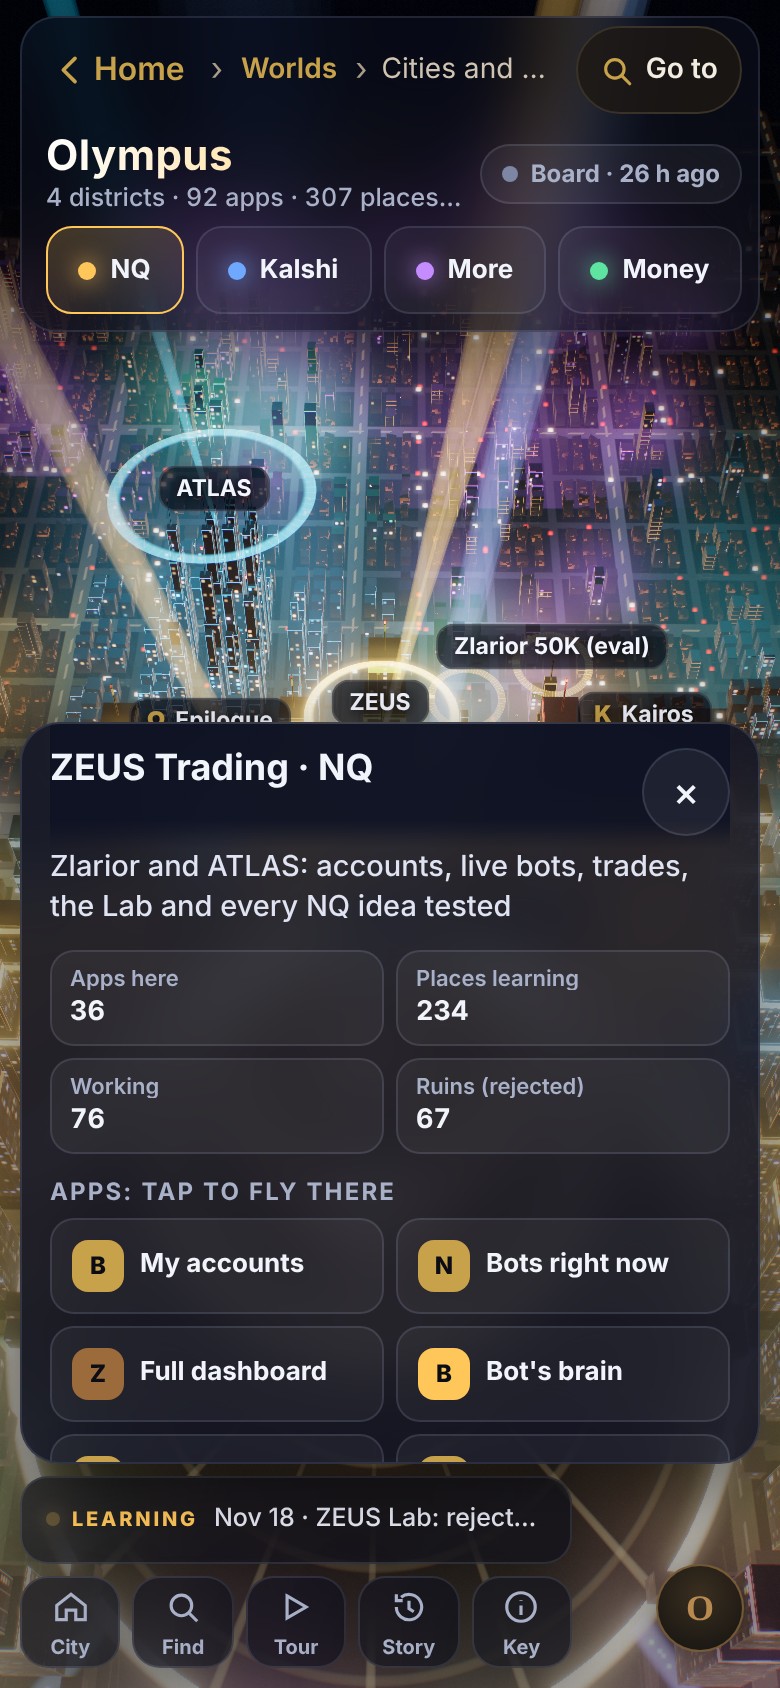 Home › Worlds › Cities and ...
Go to
Olympus
4 districts · 92 apps · 307 places...
Board · 26 h ago
NQ
Kalshi
More
Money
ATLAS
Zlarior 50K (eval)
ZEUS
O Epilogue
K Kairos
ZEUS Trading · NQ
×
Zlarior and ATLAS: accounts, live bots, trades,
the Lab and every NQ idea tested
Apps here
36
Places learning
234
Working
76
Ruins (rejected)
67
APPS: TAP TO FLY THERE
B My accounts
N Bots right now
Z Full dashboard
B Bot's brain
LEARNING Nov 18 · ZEUS Lab: reject...
City
Find
Tour
Story
Key
O